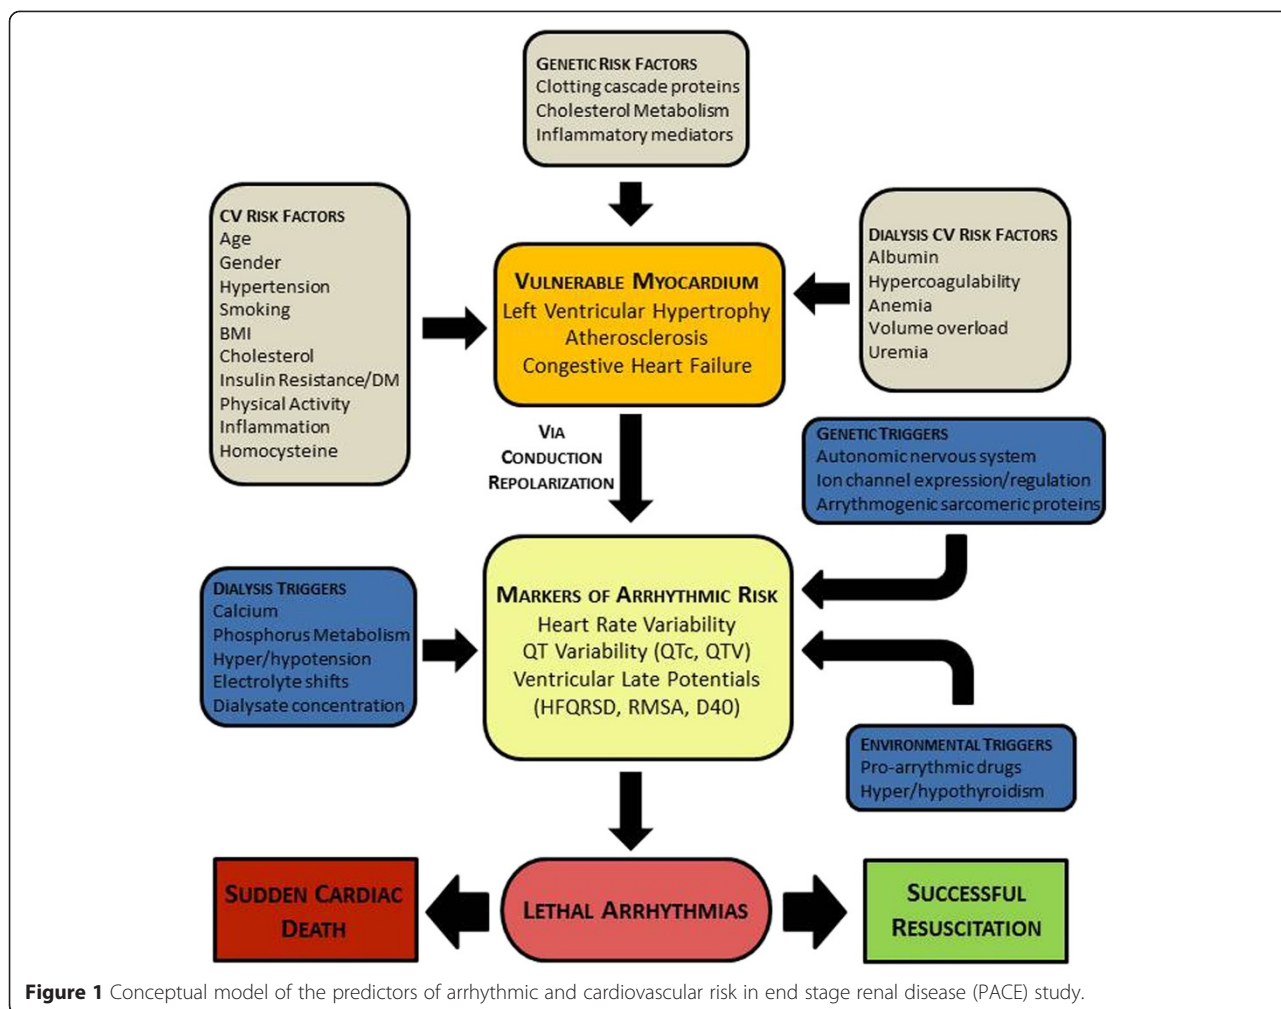 GENETIC RISK FACTORS
Clotting cascade proteins
Cholesterol Metabolism
Inflammatory mediators
CV RISK FACTORS
Age
Gender
Hypertension
Smoking
BMI
Cholesterol
Insulin Resistance/DM
Physical Activity
Inflammation
Homocysteine
VULNERABLE MYOCARDIUM
Left Ventricular Hypertrophy
Atherosclerosis
Congestive Heart Failure
DIALYSIS CV RISK FACTORS
Albumin
Hypercoagulability
Anemia
Volume overload
Uremia
VIA
CONDUCTION
REPOLARIZATION
GENETIC TRIGGERS
Autonomic nervous system
Ion channel expression/regulation
Arrythmogenic sarcomeric proteins
DIALYSIS TRIGGERS
Calcium
Phosphorus Metabolism
Hyper/hypotension
Electrolyte shifts
Dialysate concentration
MARKERS OF ARRHYTHMIC RISK
Heart Rate Variability
QT Variability (QTc, QTV)
Ventricular Late Potentials
(HFQRSD, RMSA, D40)
ENVIRONMENTAL TRIGGERS
Pro-arrythmic drugs
Hyper/hypothyroidism
SUDDEN CARDIAC
DEATH
LETHAL ARRHYTHMIAS
SUCCESSFUL
RESUSCITATION
Figure 1 Conceptual model of the predictors of arrhythmic and cardiovascular risk in end stage renal disease (PACE) study.